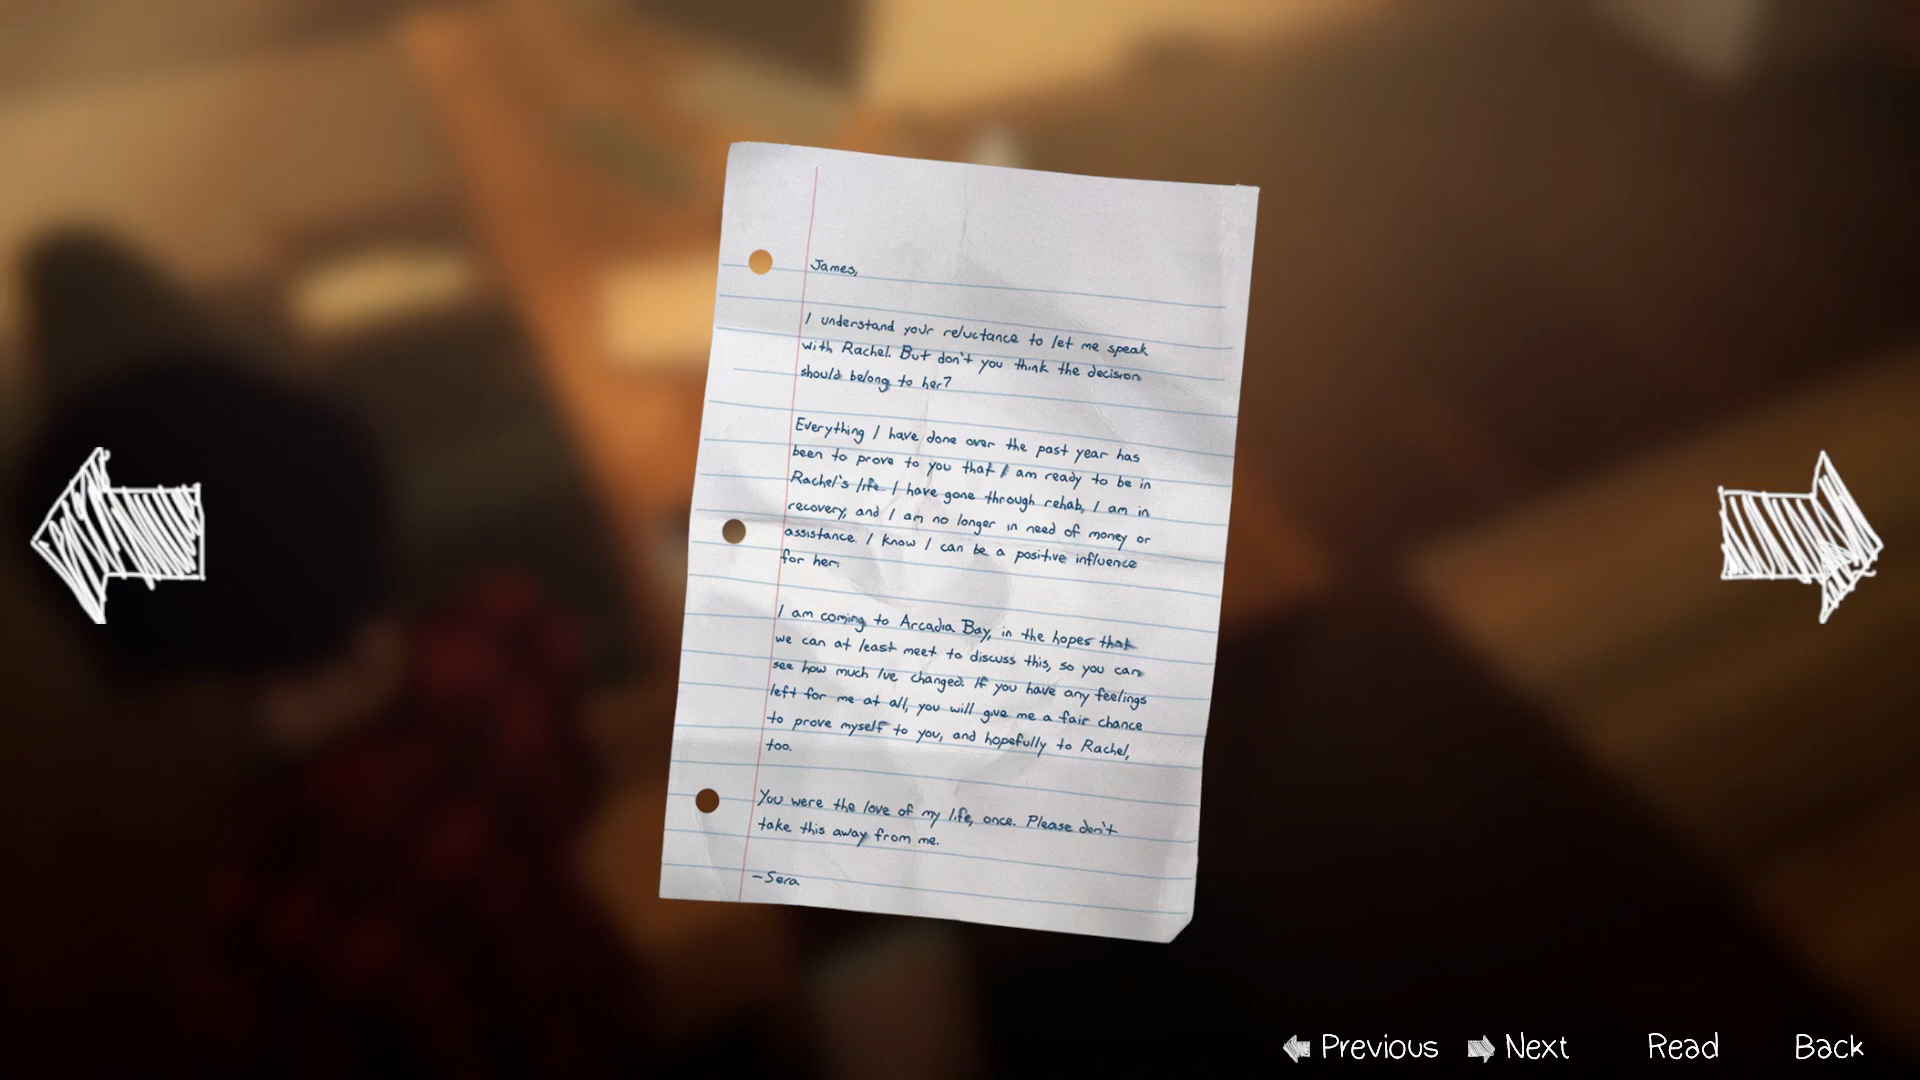 James,
I understand your reluctance to let me speak
with Rachel. But don't you think the decision
should belong to her?
Everything I have done over the past year has
been to prove to you that I am ready to be in
Rachel's life. I have gone through rehab, I am in
recovery, and I am no longer in need of money or
assistance. I know I can be a positive influence
for her.
I am coming to Arcadia Bay, in the hopes that
we can at least meet to discuss this, so you can
see how much I've changed. If you have any feelings
left for me at all, you will give me a fair chance
to prove myself to you, and hopefully to Rachel,
too.
You were the love of my life, once. Please don't
take this away from me.
-Sera
Previous Next Read Back